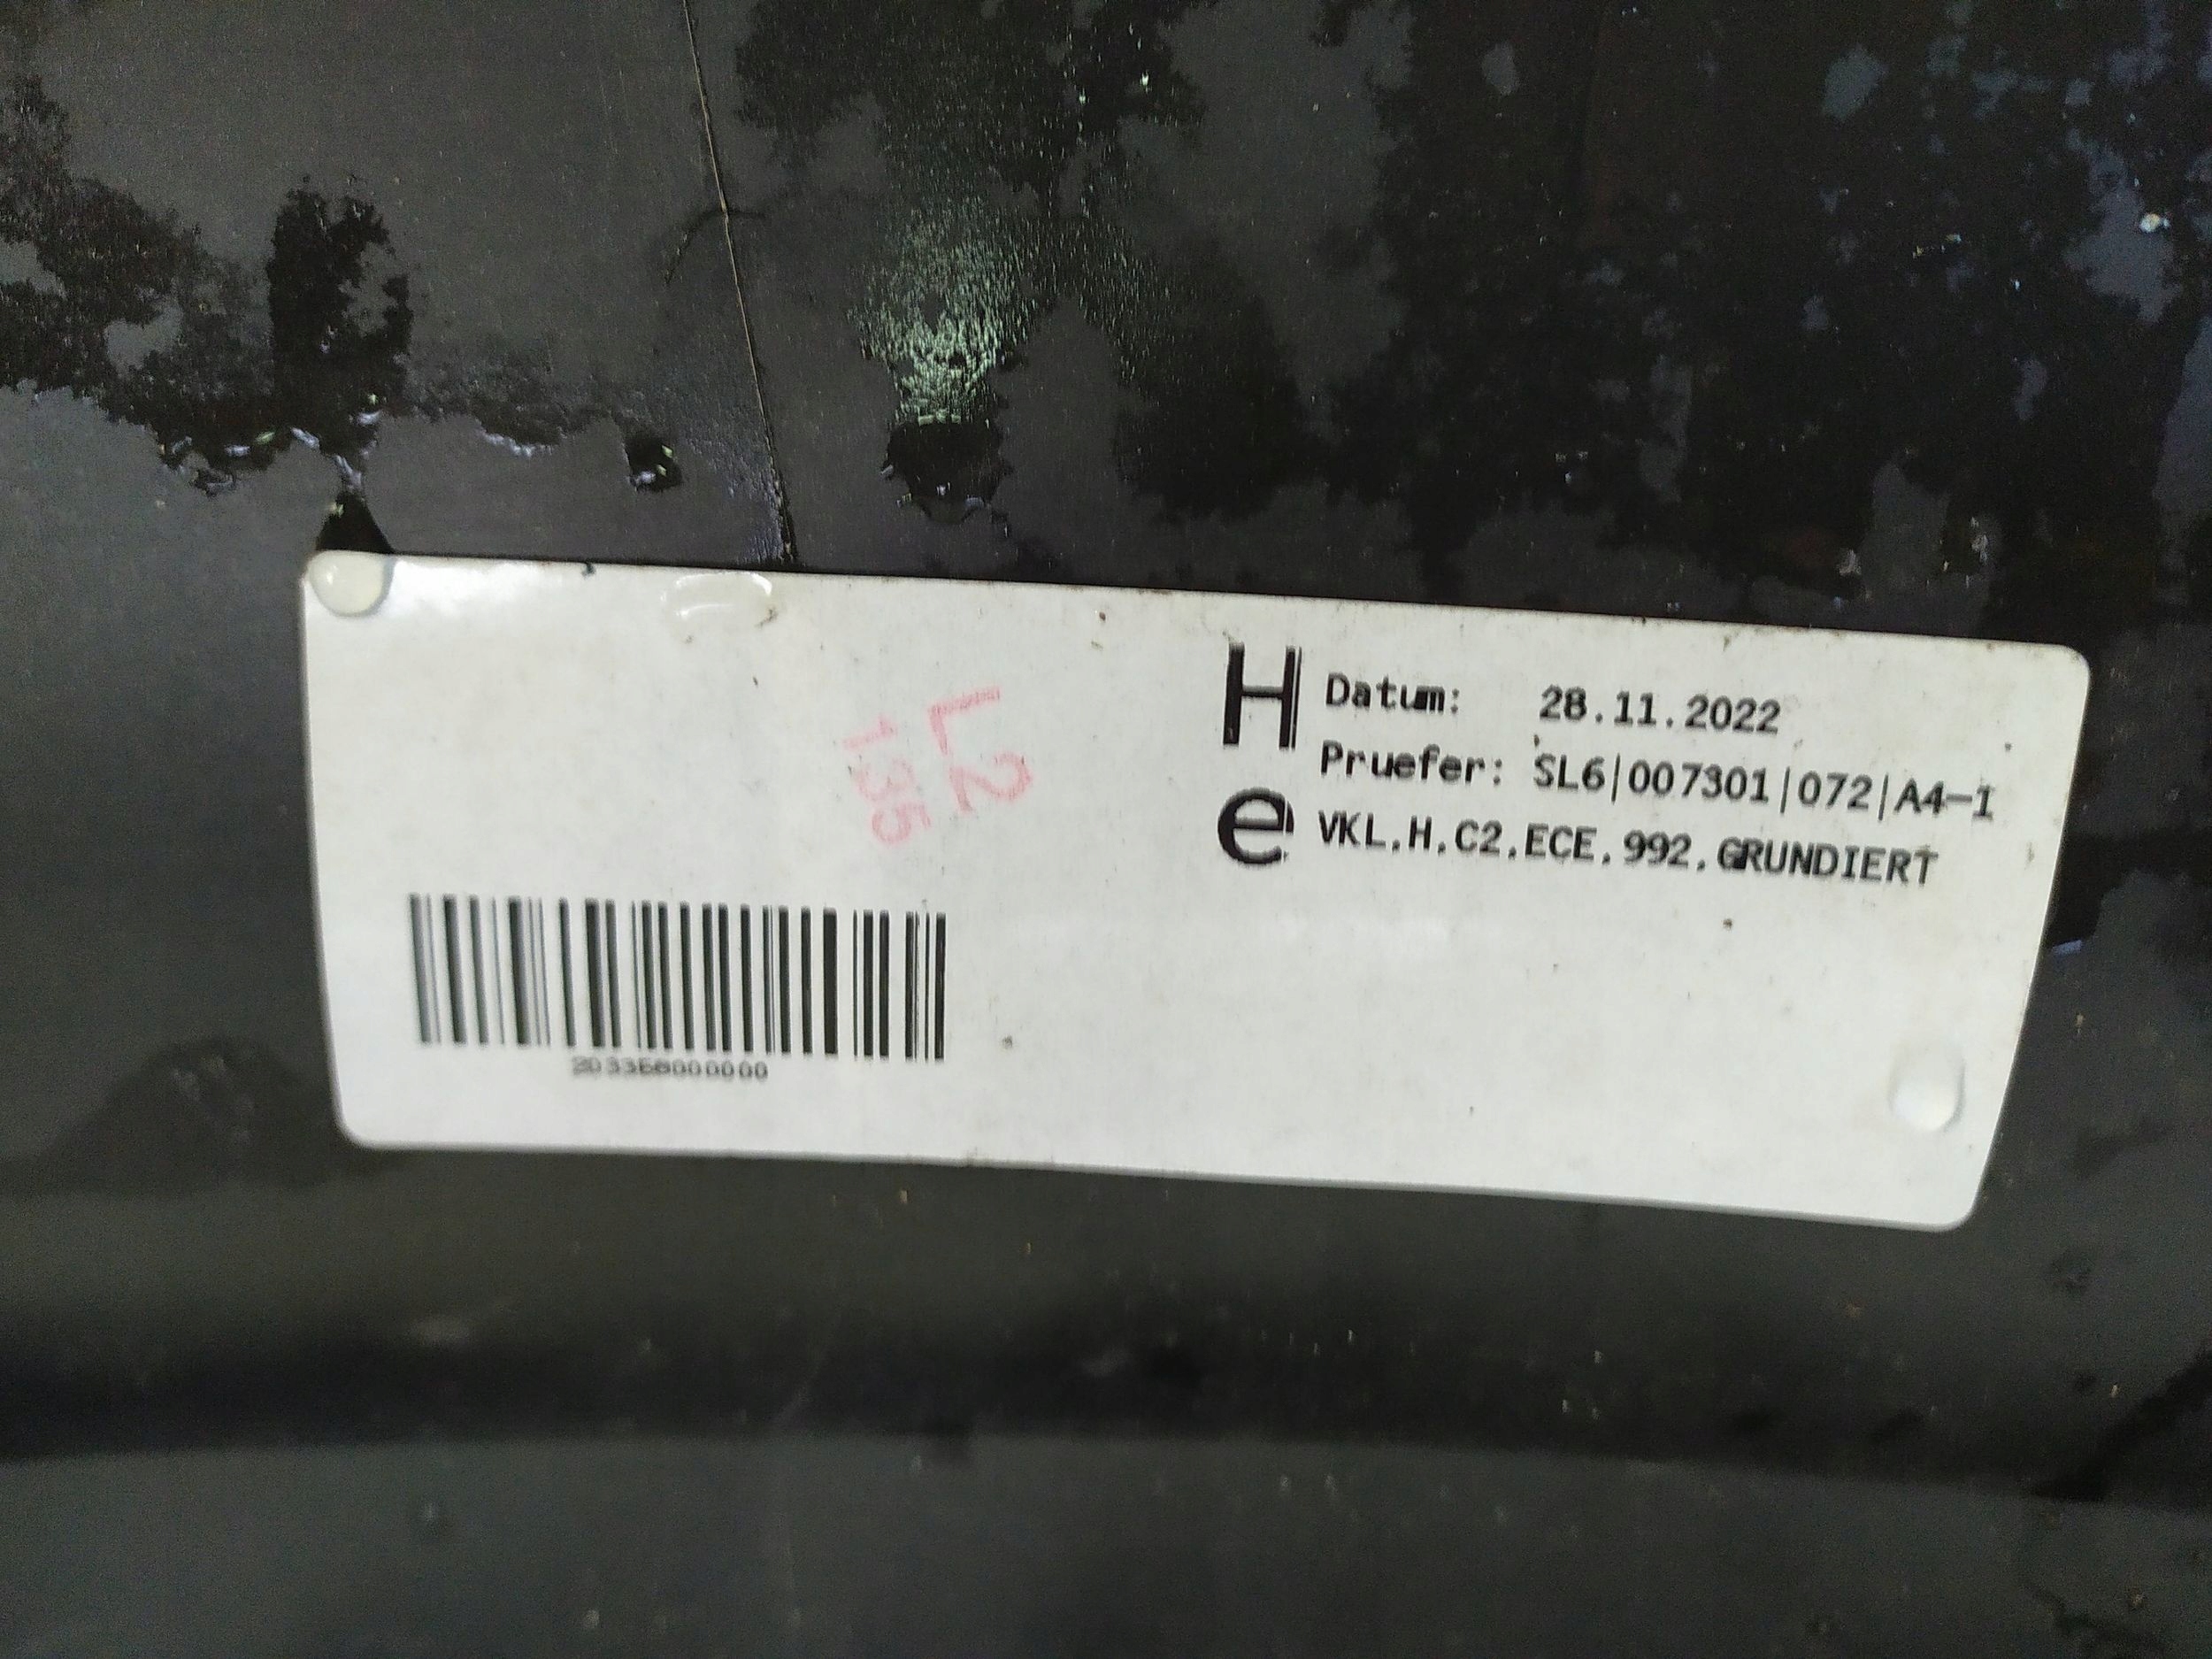 H
Datum: 28.11.2022
Pruefer: SL6|007301|072|A4-1
e
VKL.H.C2.ECE.992.GRUNDIERT
L2
135